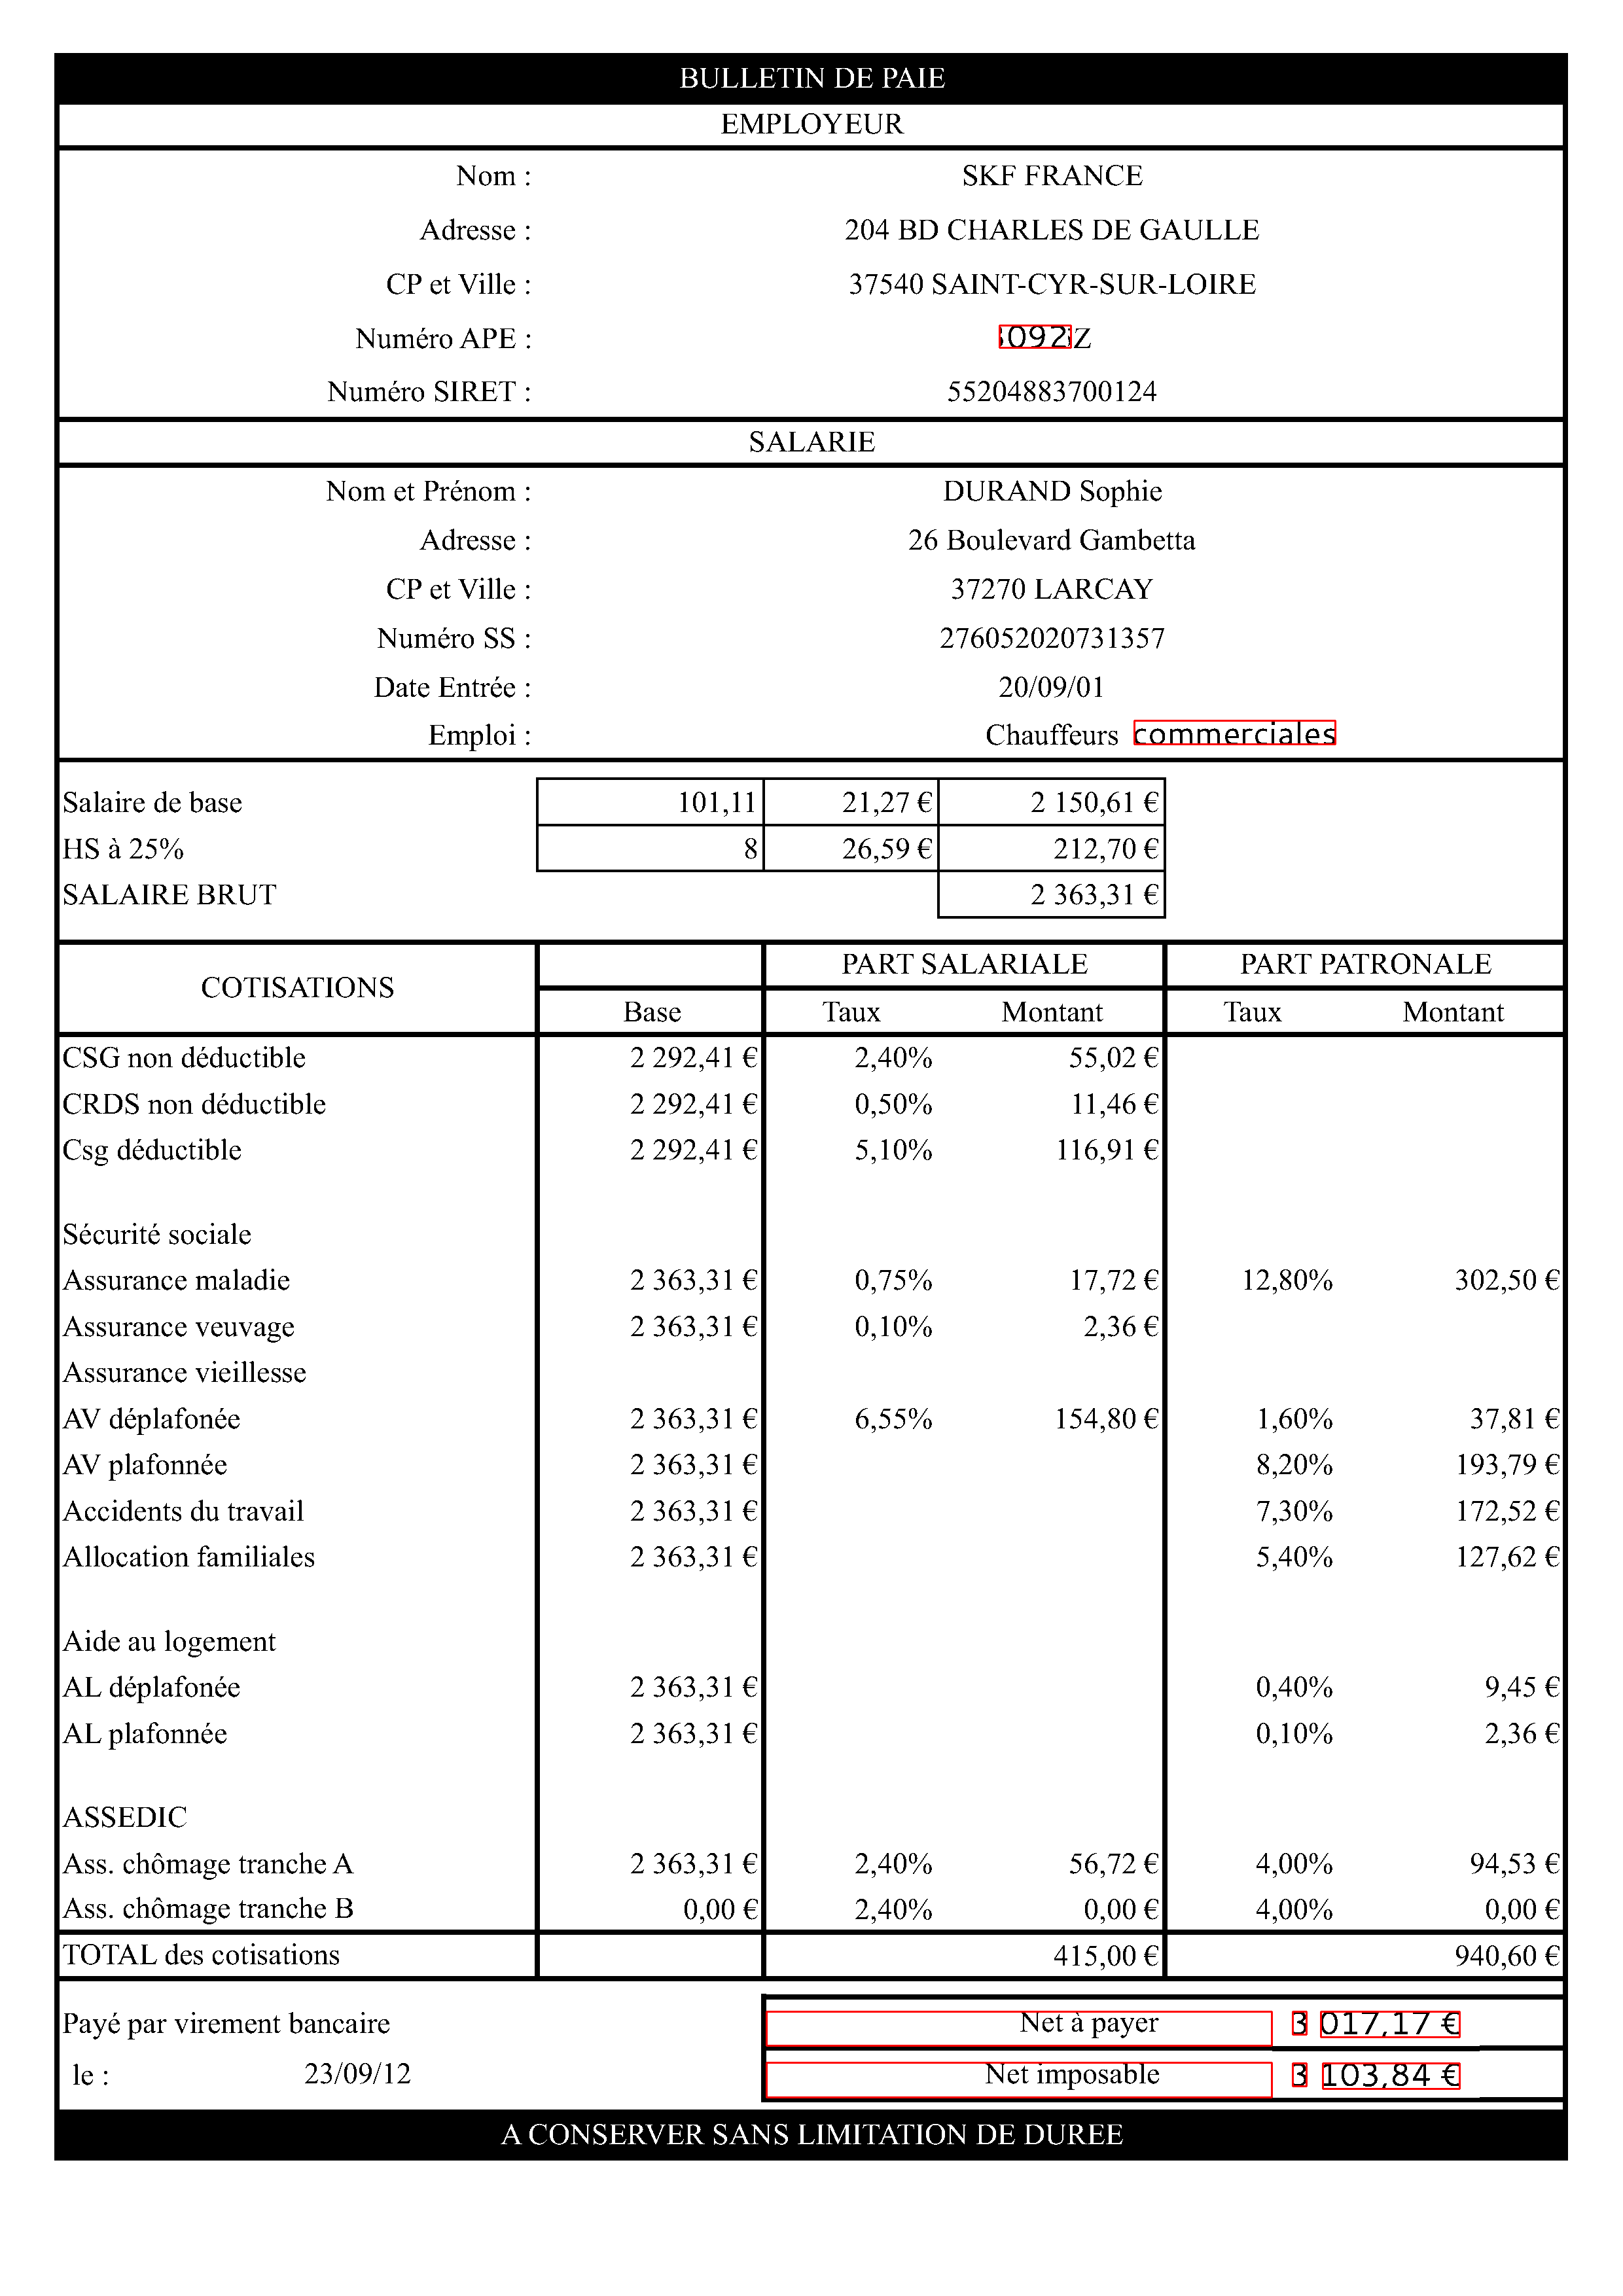 BULLETIN DE PAIE
EMPLOYEUR
Nom : SKF FRANCE
Adresse : 204 BD CHARLES DE GAULLE
CP et Ville : 37540 SAINT-CYR-SUR-LOIRE
Numéro APE : 092 Z
Numéro SIRET : 55204883700124
SALARIE
Nom et Prénom : DURAND Sophie
Adresse : 26 Boulevard Gambetta
CP et Ville : 37270 LARCAY
Numéro SS : 276052020731357
Date Entrée : 20/09/01
Emploi : Chauffeurs commerciales
Salaire de base 101,11 21,27 € 2 150,61 €
HS à 25% 8 26,59 € 212,70 €
SALAIRE BRUT 2 363,31 €
COTISATIONS PART SALARIALE PART PATRONALE
Base Taux Montant Taux Montant
CSG non déductible 2 292,41 € 2,40% 55,02 €
CRDS non déductible 2 292,41 € 0,50% 11,46 €
Csg déductible 2 292,41 € 5,10% 116,91 €
Sécurité sociale
Assurance maladie 2 363,31 € 0,75% 17,72 € 12,80% 302,50 €
Assurance veuvage 2 363,31 € 0,10% 2,36 €
Assurance vieillesse
AV déplafonée 2 363,31 € 6,55% 154,80 € 1,60% 37,81 €
AV plafonnée 2 363,31 € 8,20% 193,79 €
Accidents du travail 2 363,31 € 7,30% 172,52 €
Allocation familiales 2 363,31 € 5,40% 127,62 €
Aide au logement
AL déplafonée 2 363,31 € 0,40% 9,45 €
AL plafonnée 2 363,31 € 0,10% 2,36 €
ASSEDIC
Ass. chômage tranche A 2 363,31 € 2,40% 56,72 € 4,00% 94,53 €
Ass. chômage tranche B 0,00 € 2,40% 0,00 € 4,00% 0,00 €
TOTAL des cotisations 415,00 € 940,60 €
Payé par virement bancaire Net à payer 3 017,17 €
le : 23/09/12 Net imposable 3 103,84 €
A CONSERVER SANS LIMITATION DE DUREE